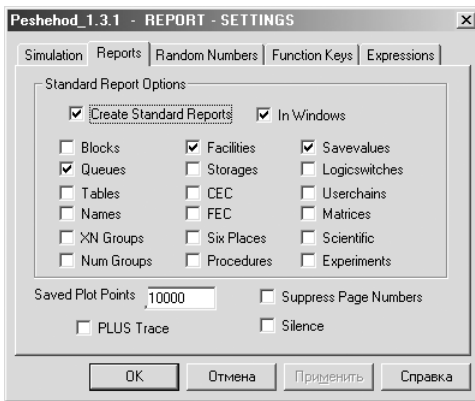 Peshehod_1.3.1 - REPORT - SETTINGS
Simulation Reports Random Numbers Function Keys Expressions
Standard Report Options
Create Standard Reports In Windows
Blocks Facilities Savevalues
Queues Storages Logicswitches
Tables CEC Userchains
Names FEC Matrices
XN Groups Six Places Scientific
Num Groups Procedures Experiments
Saved Plot Points 10000 Suppress Page Numbers
PLUS Trace Silence
OK Отмена Применить Справка